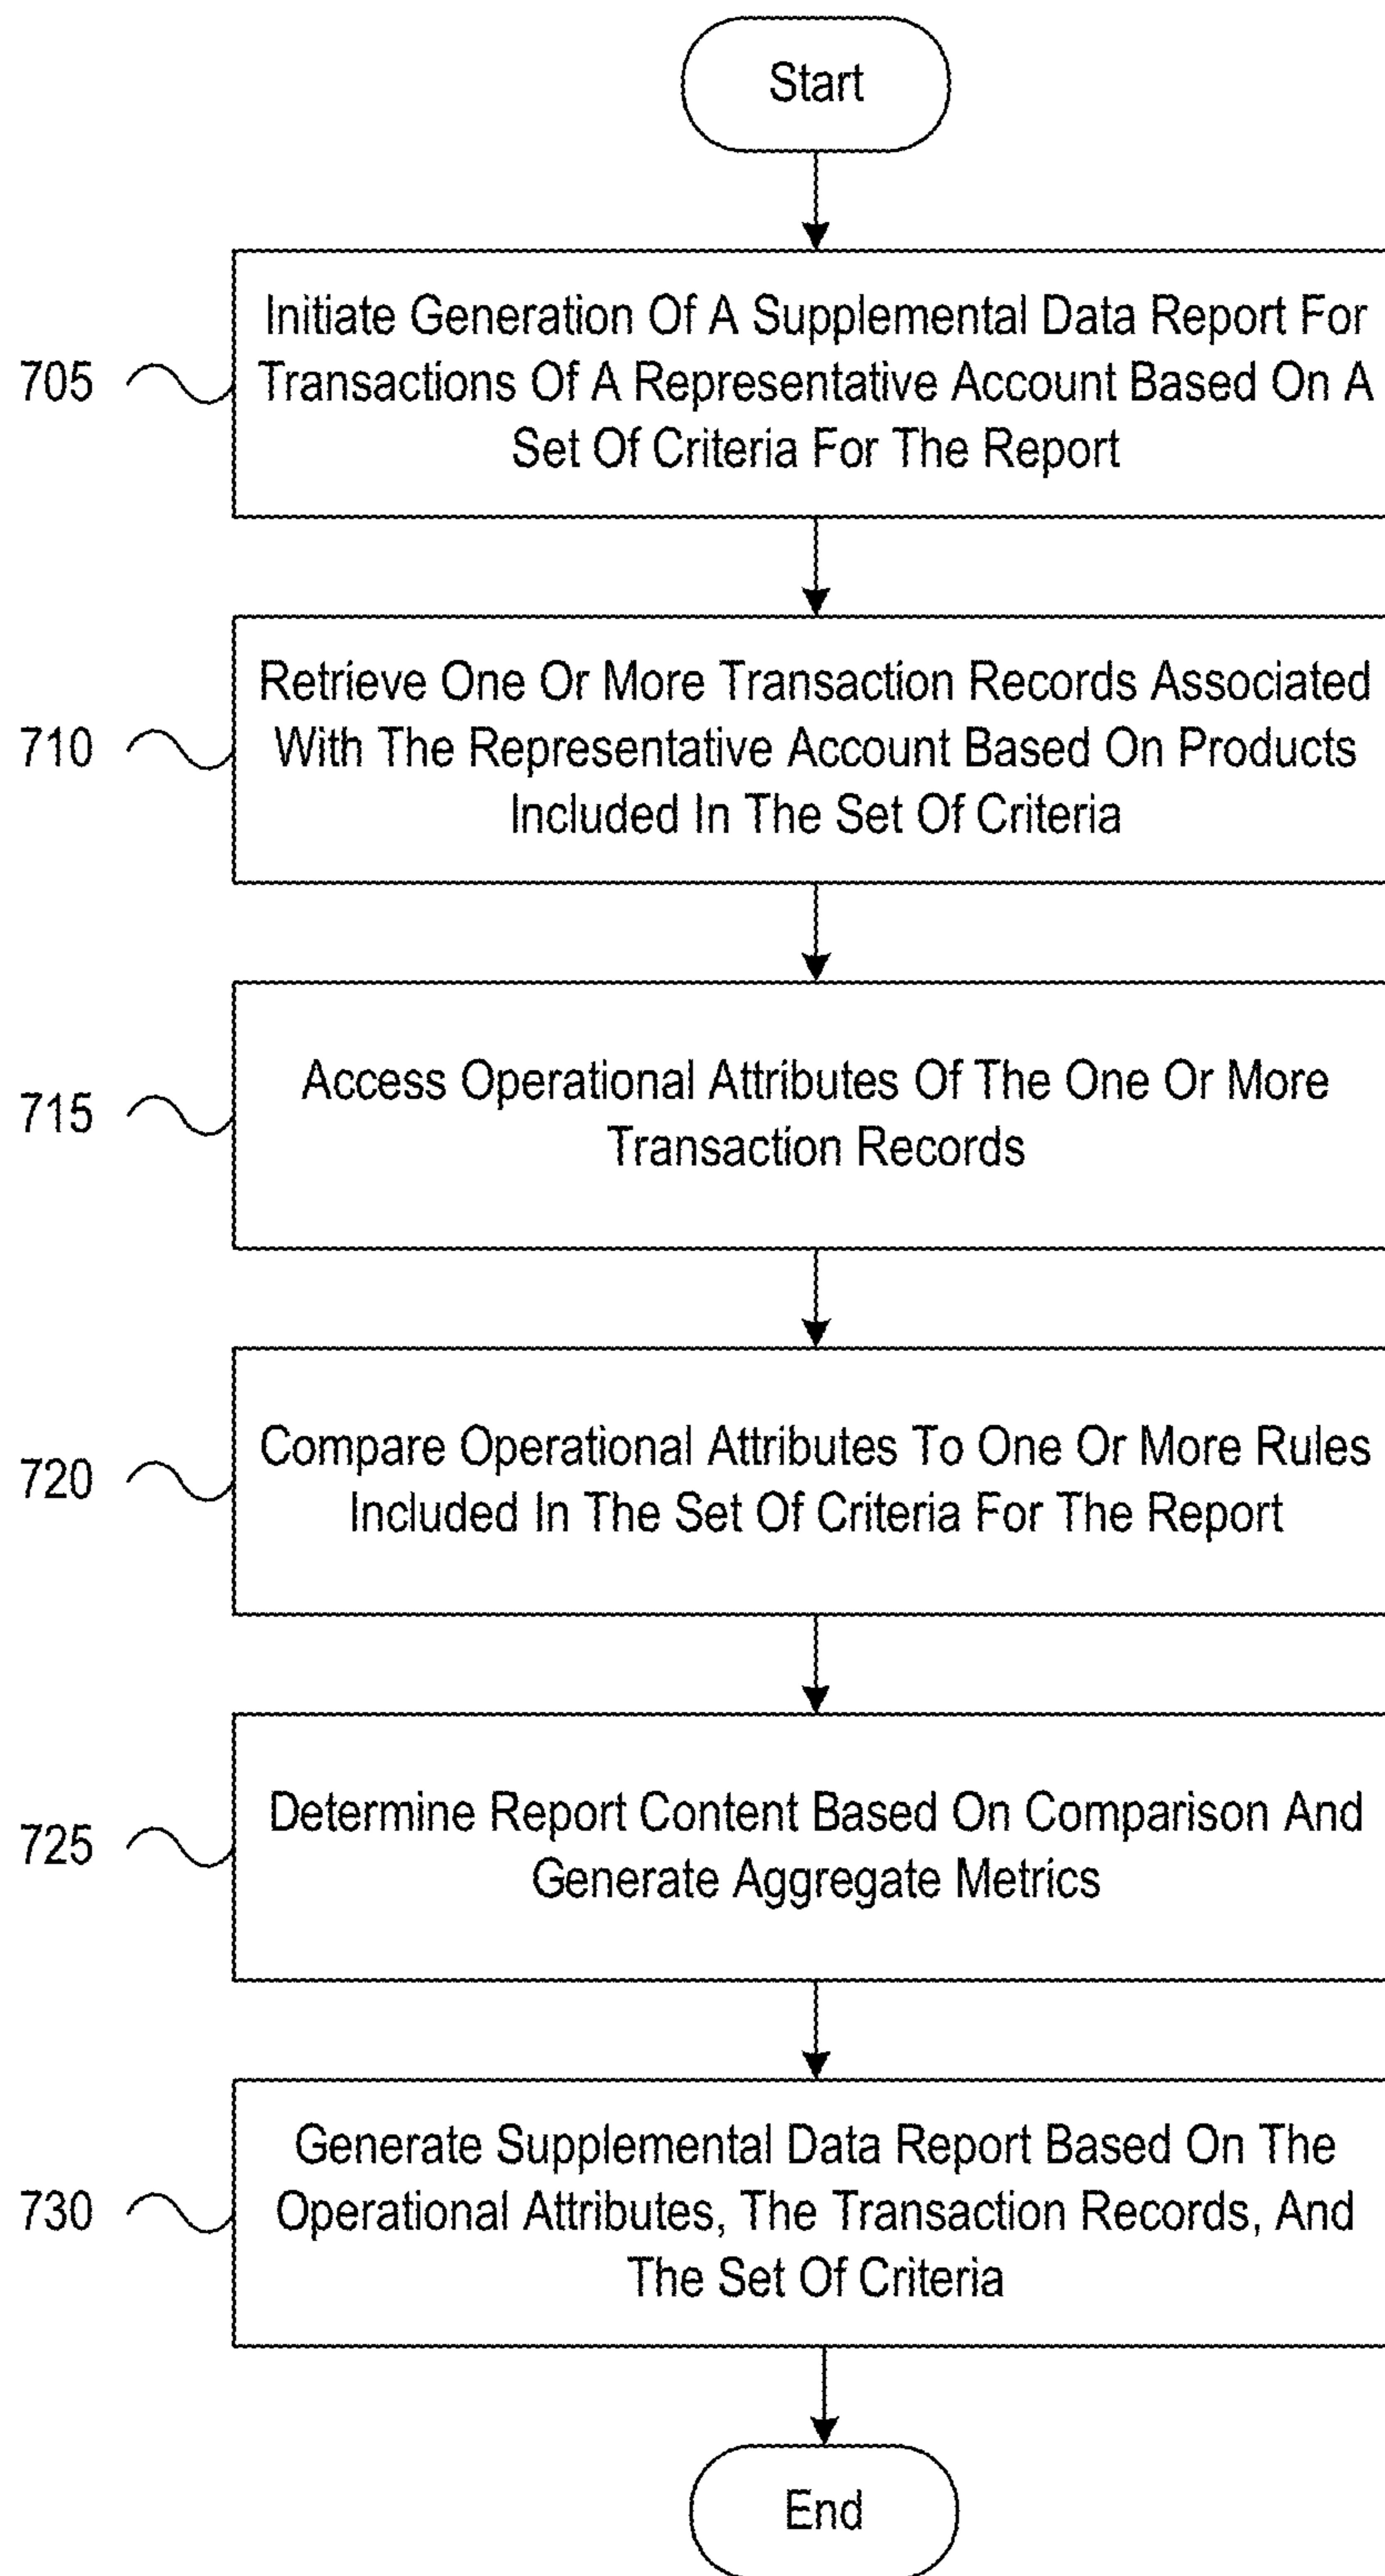 Start
705
Initiate Generation Of A Supplemental Data Report For
Transactions Of A Representative Account Based On A
Set Of Criteria For The Report
710
Retrieve One Or More Transaction Records Associated
With The Representative Account Based On Products
Included In The Set Of Criteria
715
Access Operational Attributes Of The One Or More
Transaction Records
720
Compare Operational Attributes To One Or More Rules
Included In The Set Of Criteria For The Report
725
Determine Report Content Based On Comparison And
Generate Aggregate Metrics
730
Generate Supplemental Data Report Based On The
Operational Attributes, The Transaction Records, And
The Set Of Criteria
End